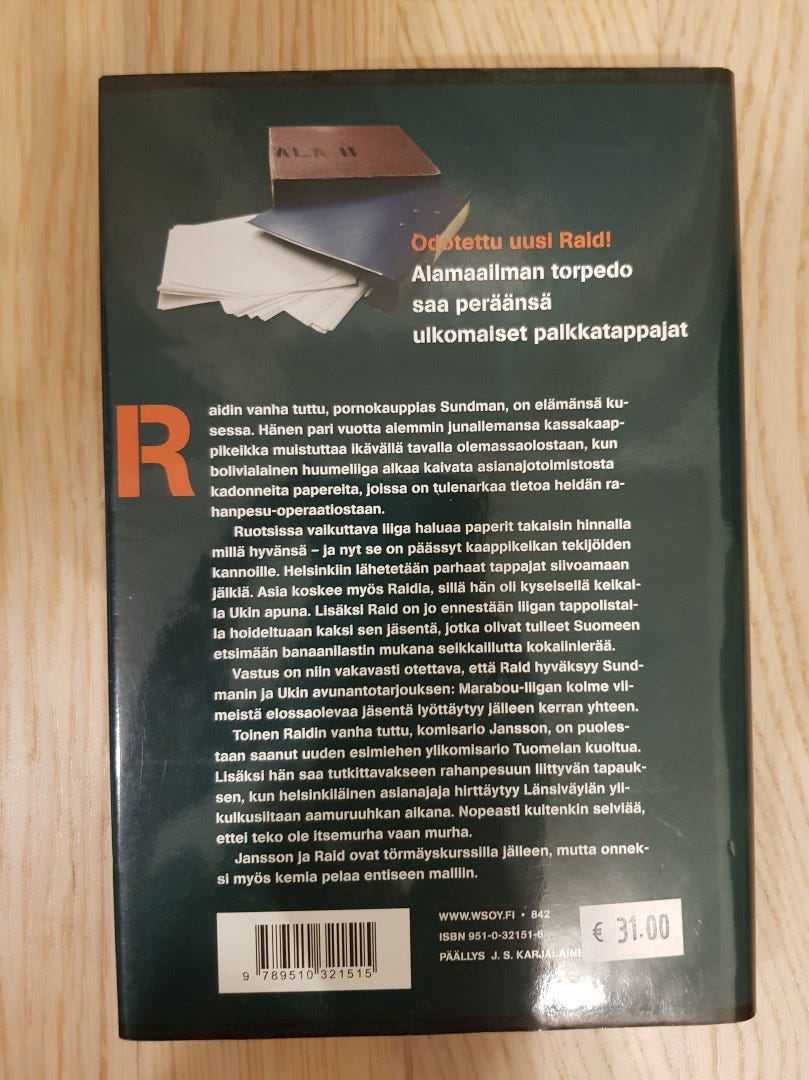 ALA II
Odotettu uusi Raid!
Alamaailman torpedo
saa peräänsä
ulkomaiset palkkatappajat
Raidin vanha tuttu, pornokauppias Sundman, on elämänsä ku-
sessa. Hänen pari vuotta aiemmin junailemansa kassakaap-
pikeikka muistuttaa ikävällä tavalla olemassaolostaan, kun
bolivialainen huumeliiga alkaa kaivata asianajotoimistosta
kadonneita papereita, joissa on tulenarkaa tietoa heidän ra-
hanpesu-operaatiostaan.
Ruotsissa vaikuttava liiga haluaa paperit takaisin hinnalla
millä hyvänsä – ja nyt se on päässyt kaappikeikan tekijöiden
kannoille. Helsinkiin lähetetään parhaat tappajat siivoamaan
jälkiä. Asia koskee myös Raidia, sillä hän oli kyseisellä keikal-
la Ukin apuna. Lisäksi Raid on jo ennestään liigan tappolistal-
la hoideltuaan kaksi sen jäsentä, jotka olivat tulleet Suomeen
etsimään banaanilastin mukana seikkaillutta kokalinierää.
Vastus on niin vakavasti otettava, että Raid hyväksyy Sund-
manin ja Ukin avunantotarjouksen: Marabou-liigan kolme vii-
meistä elossaolevaa jäsentä lyöttäytyy jälleen kerran yhteen.
Toinen Raidin vanha tuttu, komisario Jansson, on puoles-
taan saanut uuden esimiehen ylikomisario Tuomelan kuoltua.
Lisäksi hän saa tutkittavakseen rahanpesuun liittyvän tapauk-
sen, kun helsinkiläinen asianajaja hirttäytyy Länsiväylän yli-
kulkusiltaan aamuruuhkan aikana. Nopeasti kuitenkin selviää,
ettei teko ole itsemurha vaan murha.
Jansson ja Raid ovat törmäyskurssilla jälleen, mutta onnek-
si myös kemia pelaa entiseen malliin.
WWW.WSOY.FI • 842
ISBN 951-0-32151-6
PÄÄLLYS J. S. KARJALAINE
€ 31.00
9 789510 321515